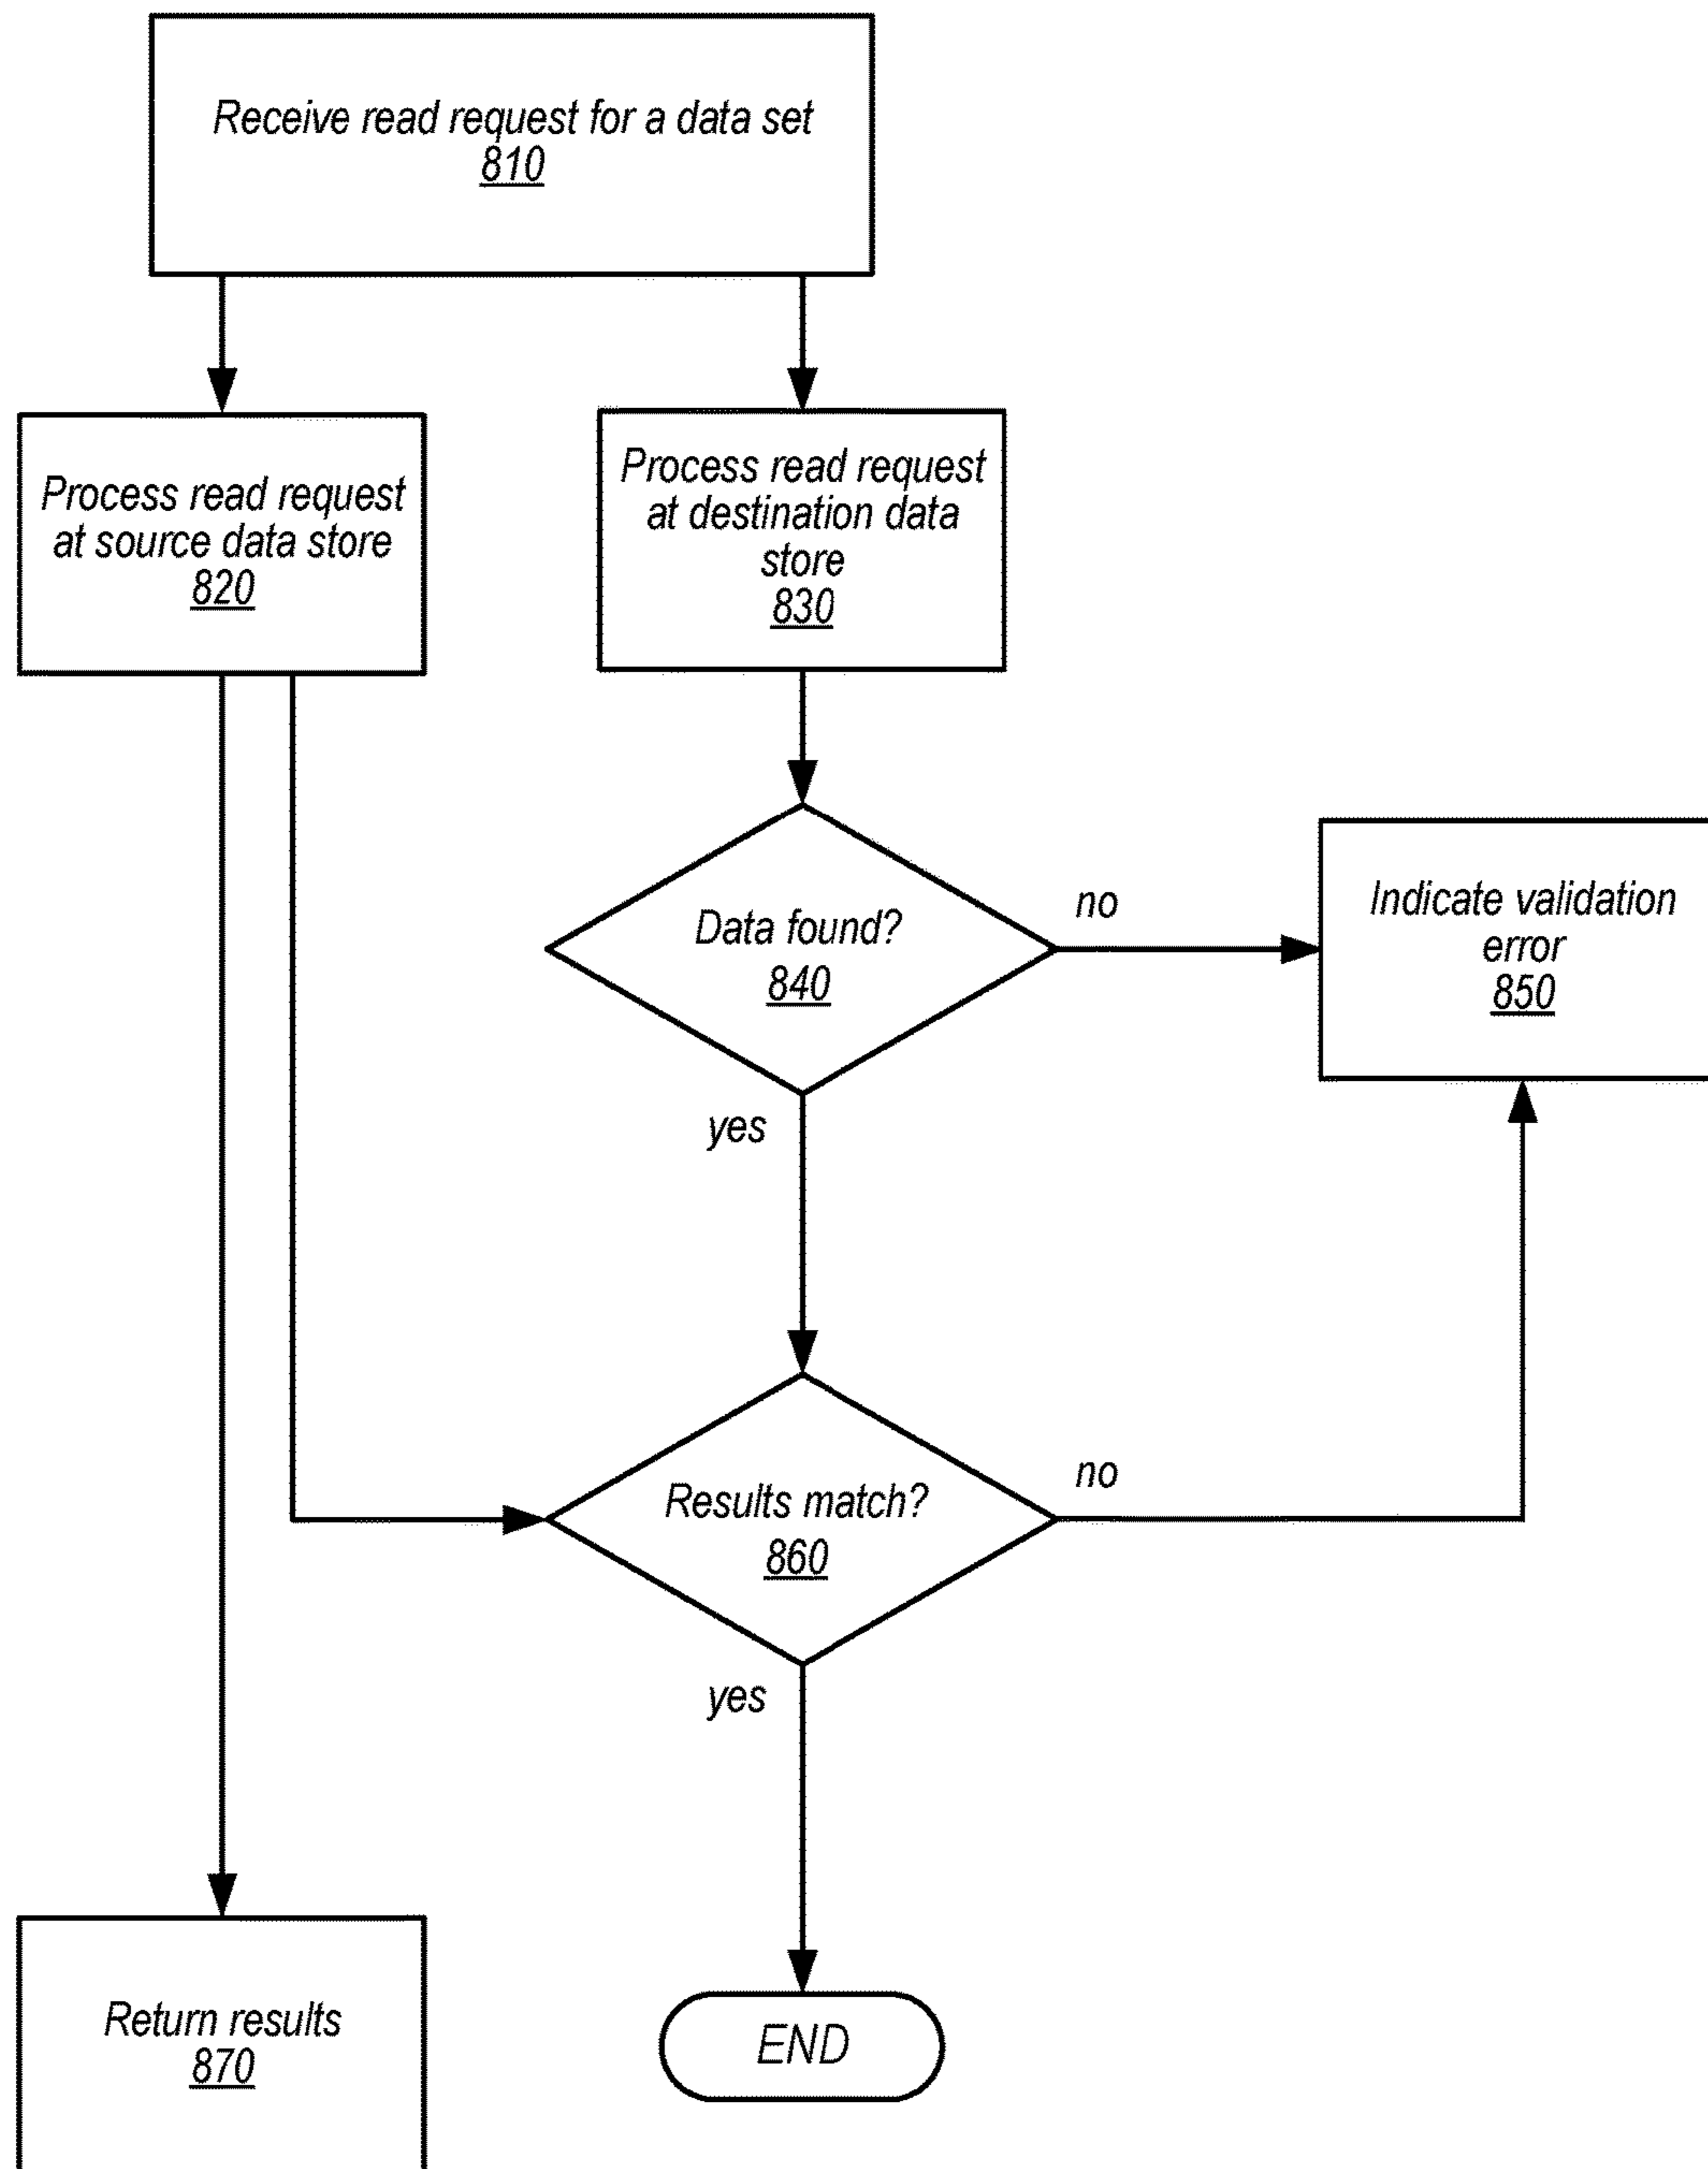 Receive read request for a data set
810
Process read request
at source data store
820
Process read request
at destination data
store
830
Data found?
840
no
yes
Indicate validation
error
850
Results match?
860
no
yes
Return results
870
END